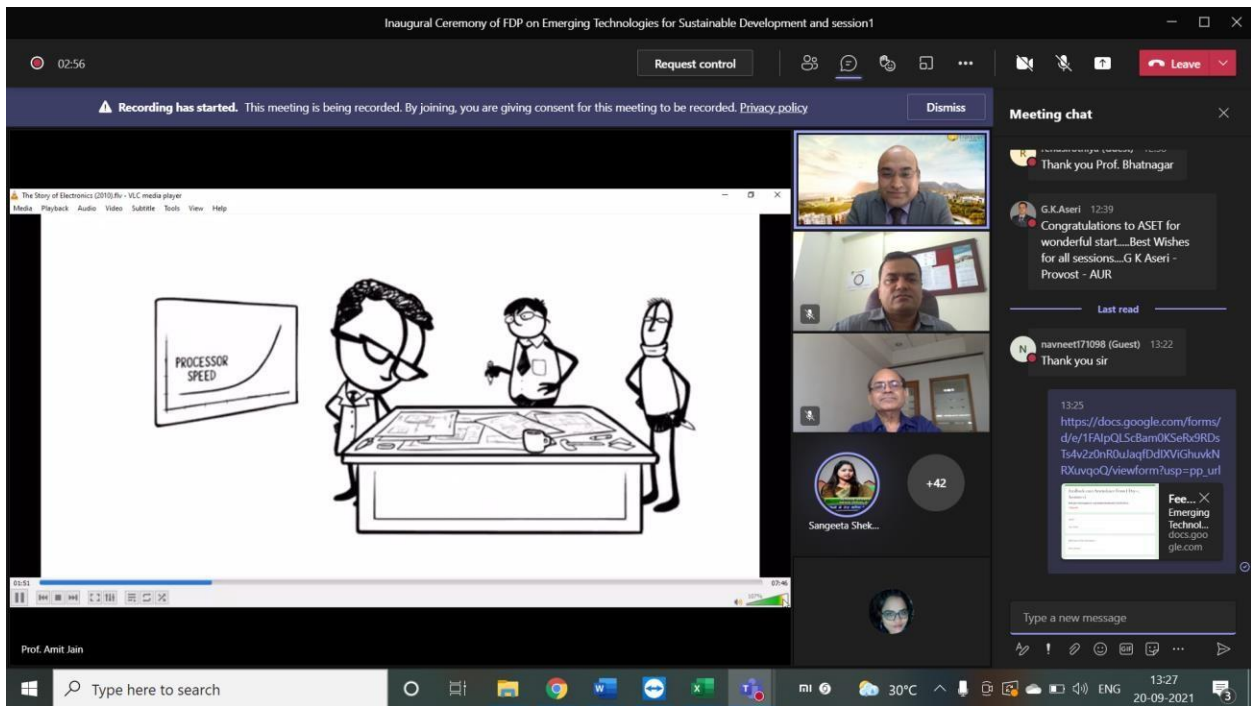 Inaugural Ceremony of FDP on Emerging Technologies for Sustainable Development and session1
02:56
Request control
Leave
Recording has started. This meeting is being recorded. By joining, you are giving consent for this meeting to be recorded. Privacy policy
Dismiss
The Story of Electronics (2010).flv - VLC media player
Media Playback Audio Video Subtitle Tools View Help
PROCESSOR
SPEED
01:51
07:46
107%
Prof. Amit Jain
Sangeeta Shek...
+42
Meeting chat
R
Thank you Prof. Bhatnagar
G.K.Aseri 12:39
Congratulations to ASET for
wonderful start.....Best Wishes
for all sessions....G K Aseri -
Provost - AUR
Last read
N
navneet171098 (Guest) 13:22
Thank you sir
13:25
https://docs.google.com/forms/
d/e/1FAIpQLScBam0KSeRx9RDs
Ts4v2z0nR0uJaqfDdlXViGhuvkN
RXuvqoQ/viewform?usp=pp_url
Fee...
Emerging
Technol...
docs.goo
gle.com
Type a new message
GIF
Type here to search
30°C
ENG
13:27
20-09-2021
3